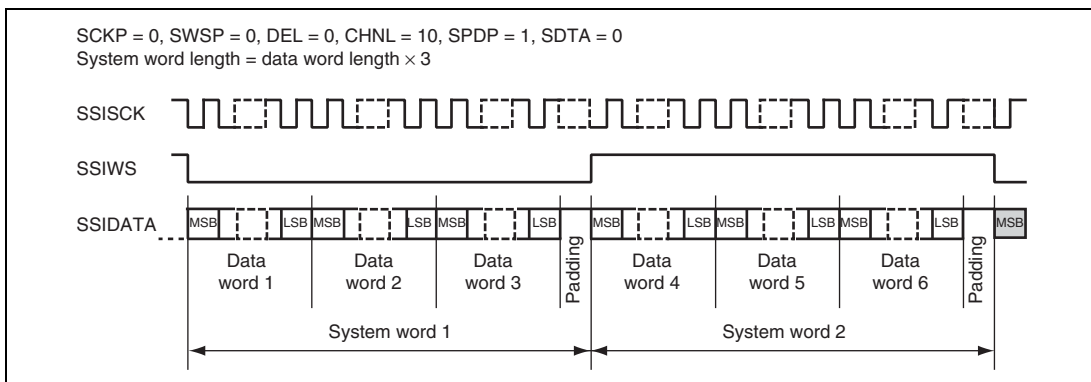 SCKP = 0, SWSP = 0, DEL = 0, CHNL = 10, SPDP = 1, SDTA = 0
System word length = data word length × 3
SSISCK
SSIWS
SSIDATA
MSB LSB MSB LSB MSB LSB MSB LSB MSB LSB MSB LSB MSB
Data word 1
Data word 2
Data word 3
Padding
Data word 4
Data word 5
Data word 6
Padding
System word 1
System word 2